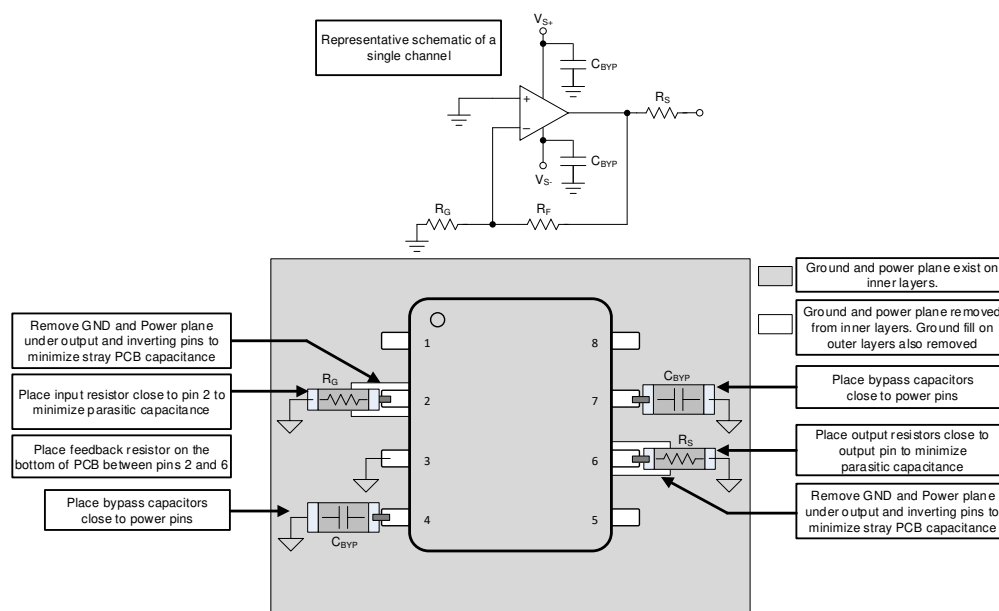 Representative schematic of a
single channel
VS+
CBYP
+
−
RS
CBYP
VS-
RG
RF
Ground and power plane exist on
inner layers.
Ground and power plane removed
from inner layers. Ground fill on
outer layers also removed
Remove GND and Power plane
under output and inverting pins to
minimize stray PCB capacitance
Place input resistor close to pin 2 to
minimize parasitic capacitance
Place feedback resistor on the
bottom of PCB between pins 2 and 6
Place bypass capacitors
close to power pins
RG
CBYP
1
2
3
4
8
7
6
5
CBYP
RS
Place bypass capacitors
close to power pins
Place output resistors close to
output pin to minimize
parasitic capacitance
Remove GND and Power plane
under output and inverting pins to
minimize stray PCB capacitance